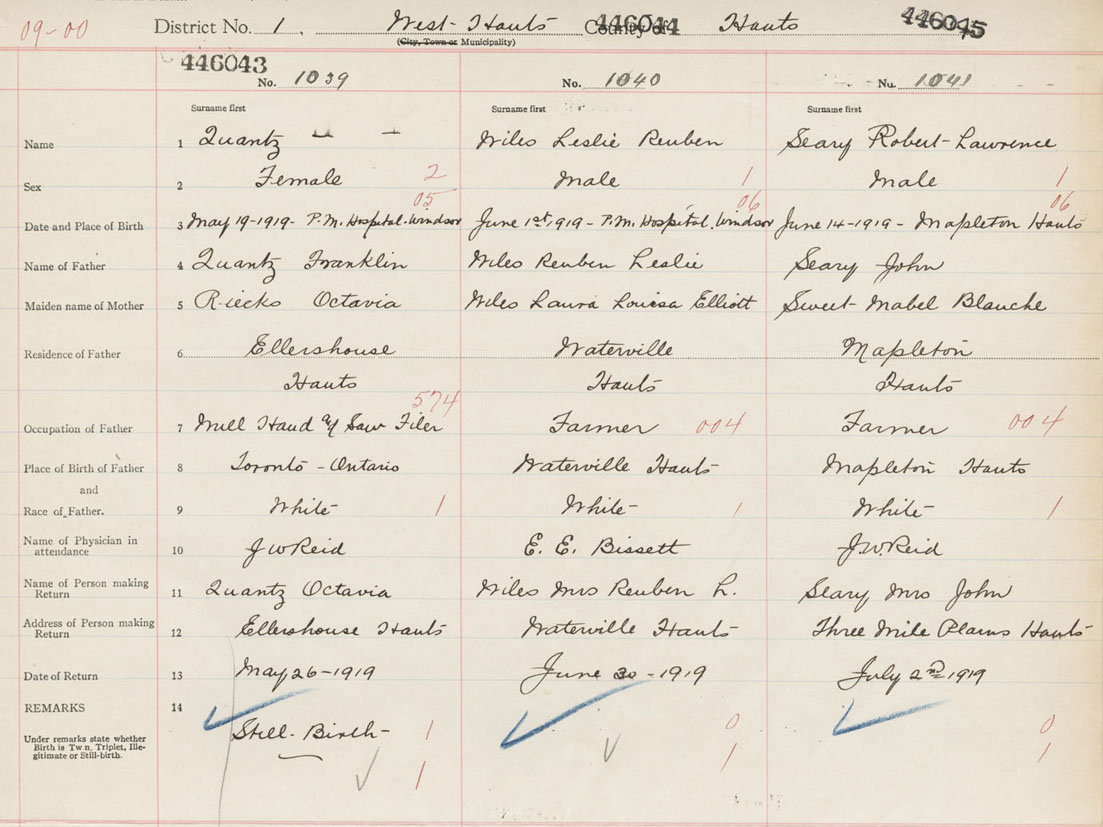 09-00 District No. 1. West-Hants County of 446044 Hants 446045
(City, Town or Municipality)
446043
No. 1039 No. 1040 No. 1041
Surname first Surname first Surname first
Name 1 Quantz — — Wiles Leslie Reuben Seary Robert-Lawrence
Sex 2 Female 2 Male 1 Male 1
05 06 06
Date and Place of Birth 3 May 19-1919- P.M. Hospital. Windsor June 1st, 1919- P.M. Hospital. Windsor June 14-1919- Mapleton Hants
Name of Father 4 Quantz Franklin Wiles Reuben Leslie Seary John
Maiden name of Mother 5 Riecks Octavia Wiles Laura Louisa Elliott Sweet Mabel Blanche
Residence of Father 6 Ellershouse Waterville Mapleton
Hants Hants Hants
574
Occupation of Father 7 Mill Hand Saw Filer Farmer 004 Farmer 004
Place of Birth of Father 8 Toronto - Ontario Waterville Hants Mapleton Hants
and
Race of Father. 9 White- 1 White- 1 White- 1
Name of Physician in
attendance 10 J W Reid E. E. Bissett J.W. Reid
Name of Person making
Return 11 Quantz Octavia Wiles Mrs Reuben L. Seary Mrs John
Address of Person making
Return 12 Ellershouse Hants Waterville Hants Three Mile Plains Hants
Date of Return 13 May 26-1919 June 30-1919 July 2nd 1919
REMARKS 14
Still-Birth- 1 0 0
Under remarks state whether
Birth is Twn, Triplet, Ille-
gitimate or Still-birth.
1 1 1